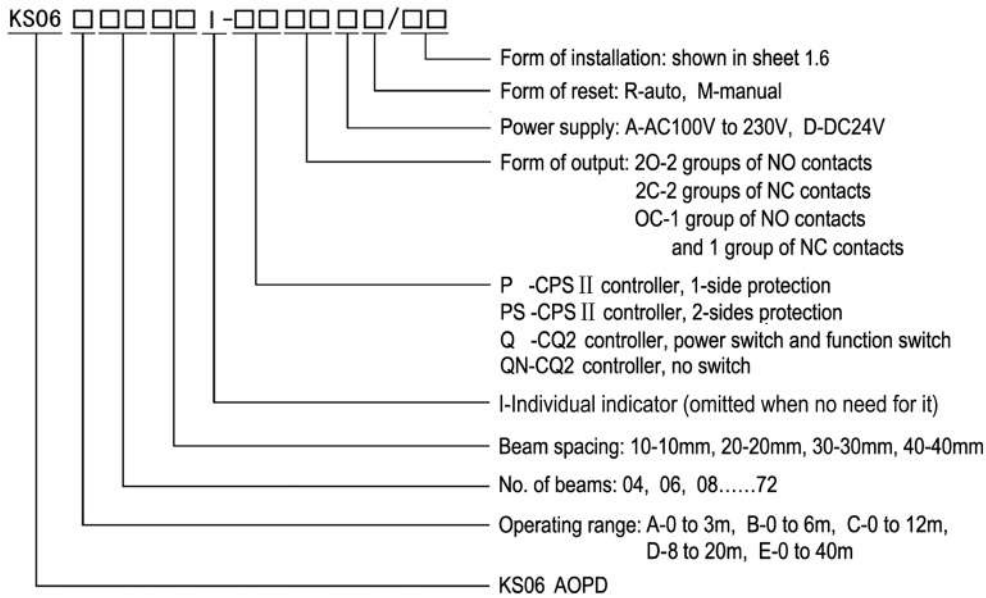 KS06 □□□□□ I-□□□□□□/□□
Form of installation: shown in sheet 1.6
Form of reset: R-auto, M-manual
Power supply: A-AC100V to 230V, D-DC24V
Form of output: 2O-2 groups of NO contacts
2C-2 groups of NC contacts
OC-1 group of NO contacts
and 1 group of NC contacts
P -CPS II controller, 1-side protection
PS -CPS II controller, 2-sides protection
Q -CQ2 controller, power switch and function switch
QN-CQ2 controller, no switch
I-Individual indicator (omitted when no need for it)
Beam spacing: 10-10mm, 20-20mm, 30-30mm, 40-40mm
No. of beams: 04, 06, 08......72
Operating range: A-0 to 3m, B-0 to 6m, C-0 to 12m,
D-8 to 20m, E-0 to 40m
KS06 AOPD